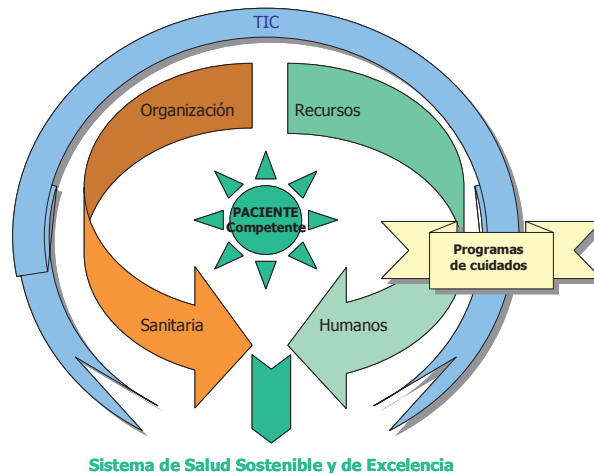 TIC
Organización
Recursos
PACIENTE
Competente
Programas
de cuidados
Sanitaria
Humanos
Sistema de Salud Sostenible y de Excelencia